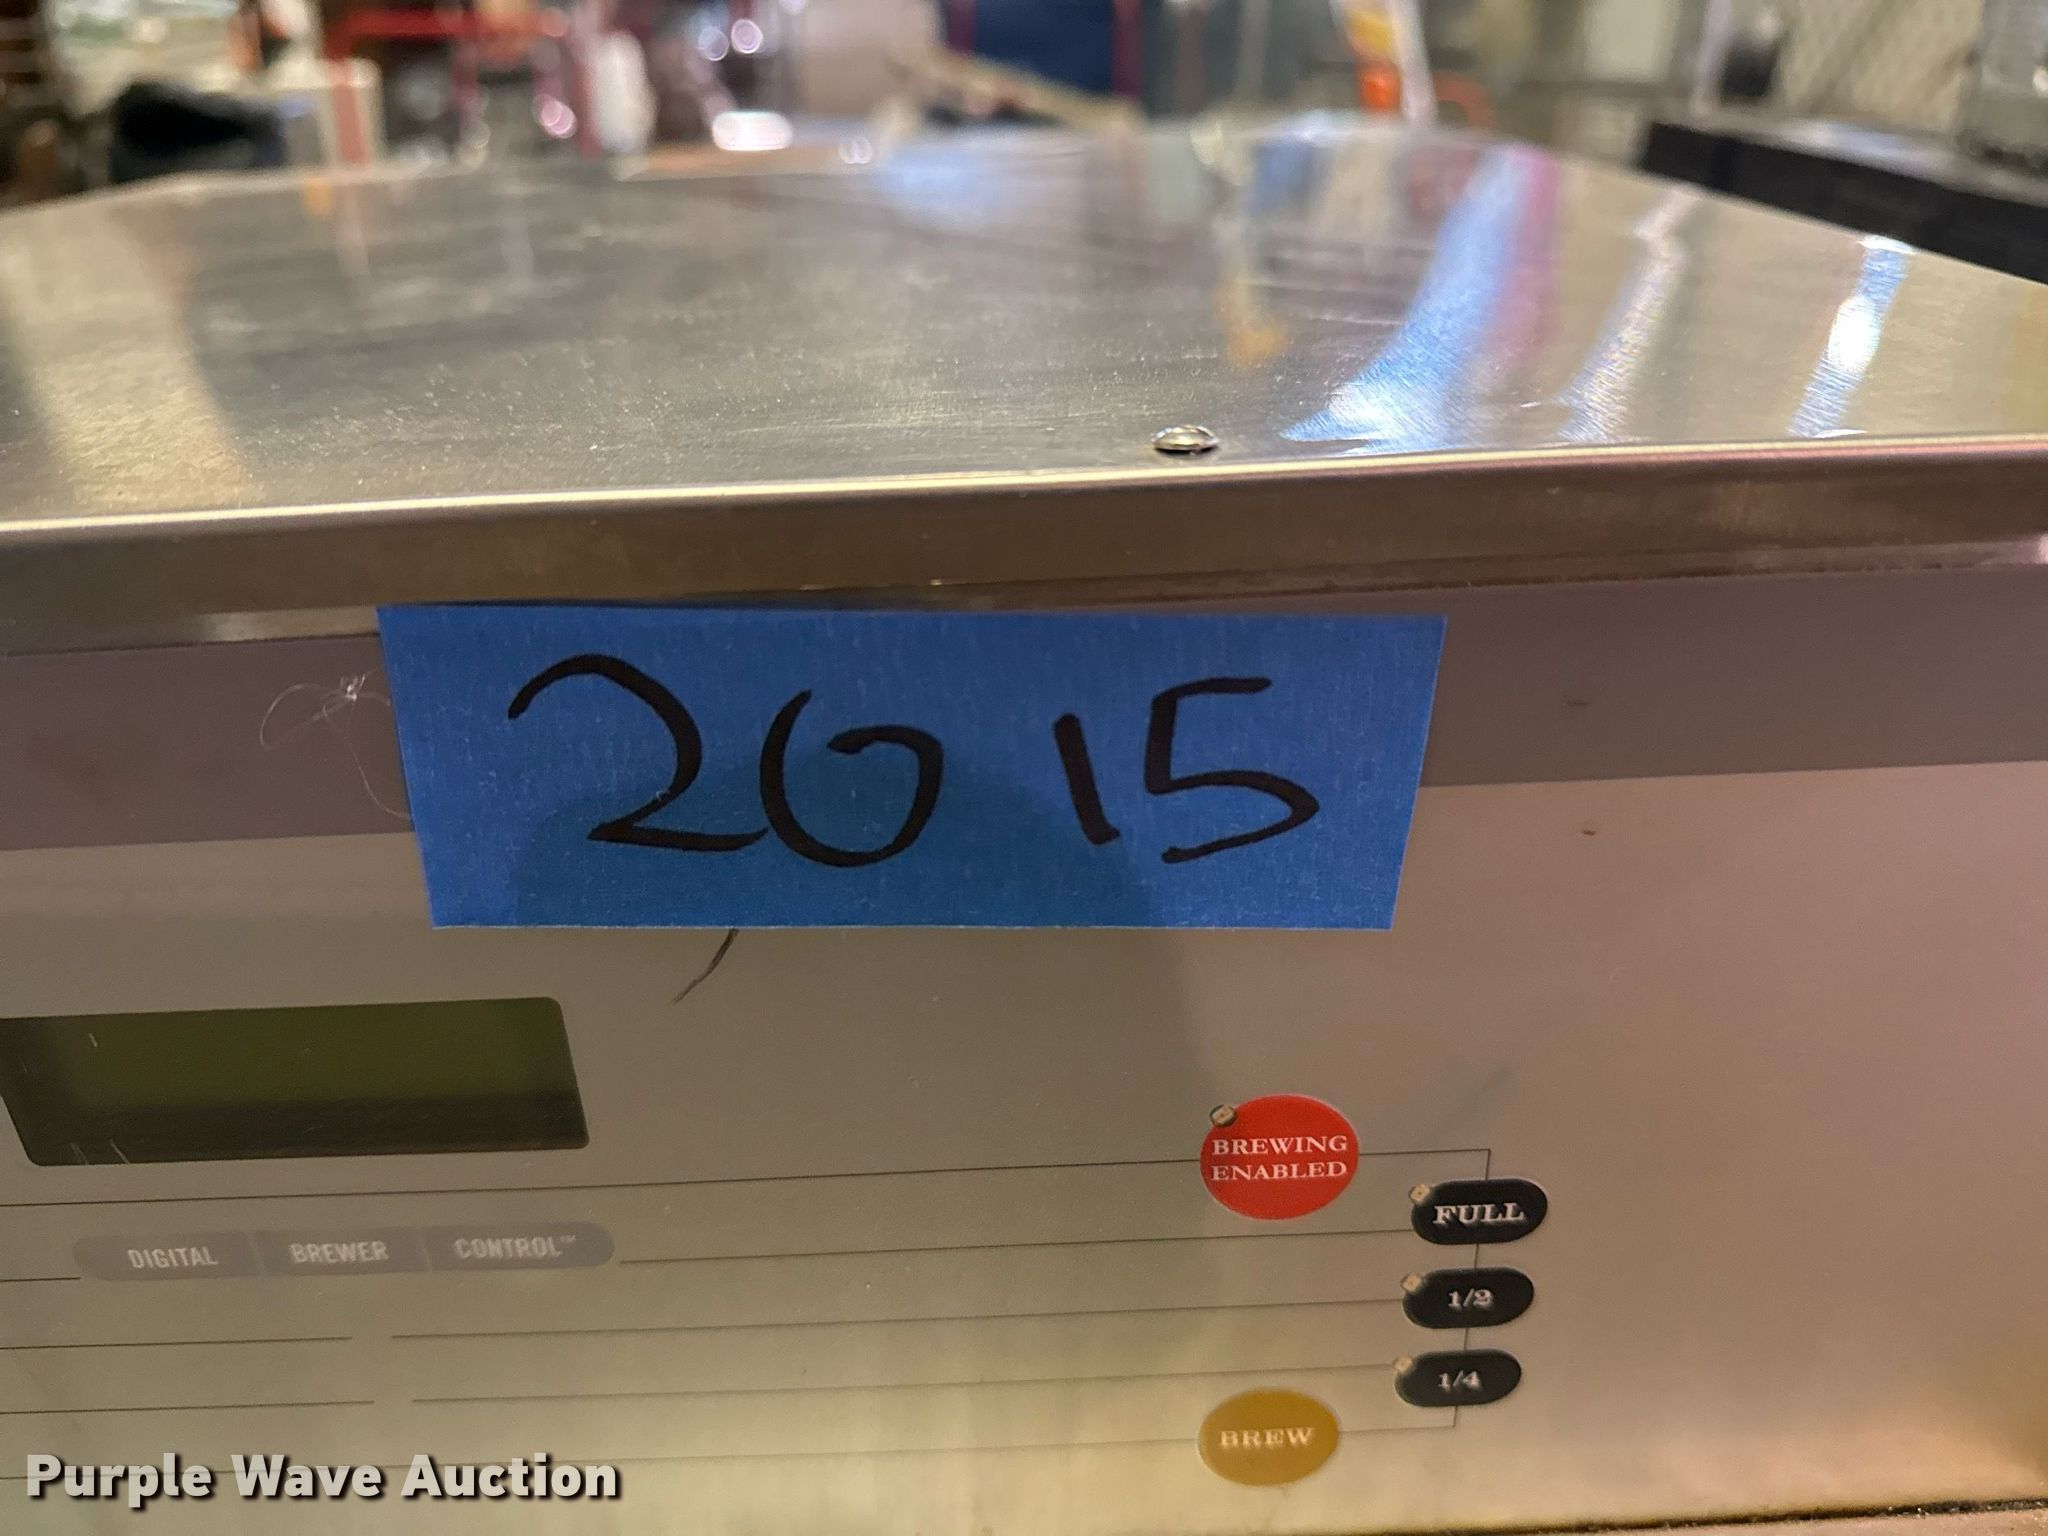 2015
BREWING
ENABLED
FULL
DIGITAL BREWER CONTROL™
1/2
1/4
BREW
Purple Wave Auction